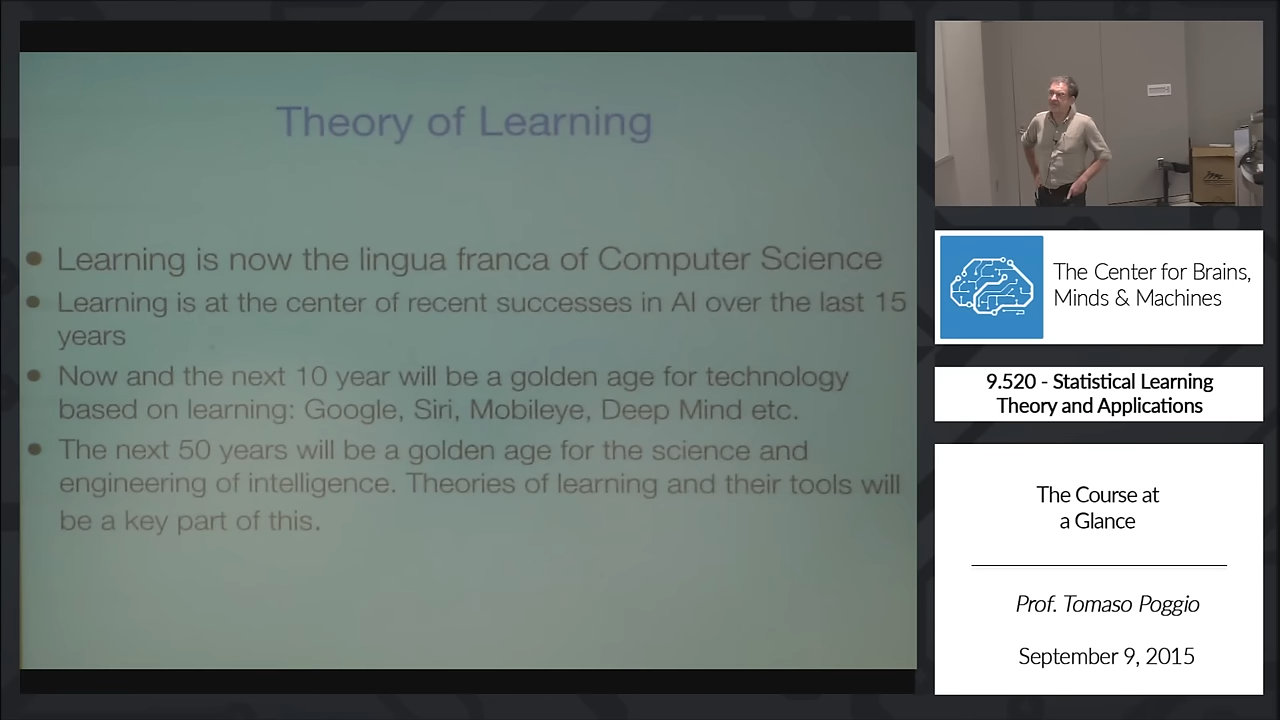 Theory of Learning
Learning is now the lingua franca of Computer Science
Learning is at the center of recent successes in AI over the last 15
years
Now and the next 10 year will be a golden age for technology
based on learning: Google, Siri, Mobileye, Deep Mind etc.
The next 50 years will be a golden age for the science and
engineering of intelligence. Theories of learning and their tools will
be a key part of this.
The Center for Brains,
Minds & Machines
9.520 - Statistical Learning
Theory and Applications
The Course at
a Glance
Prof. Tomaso Poggio
September 9, 2015